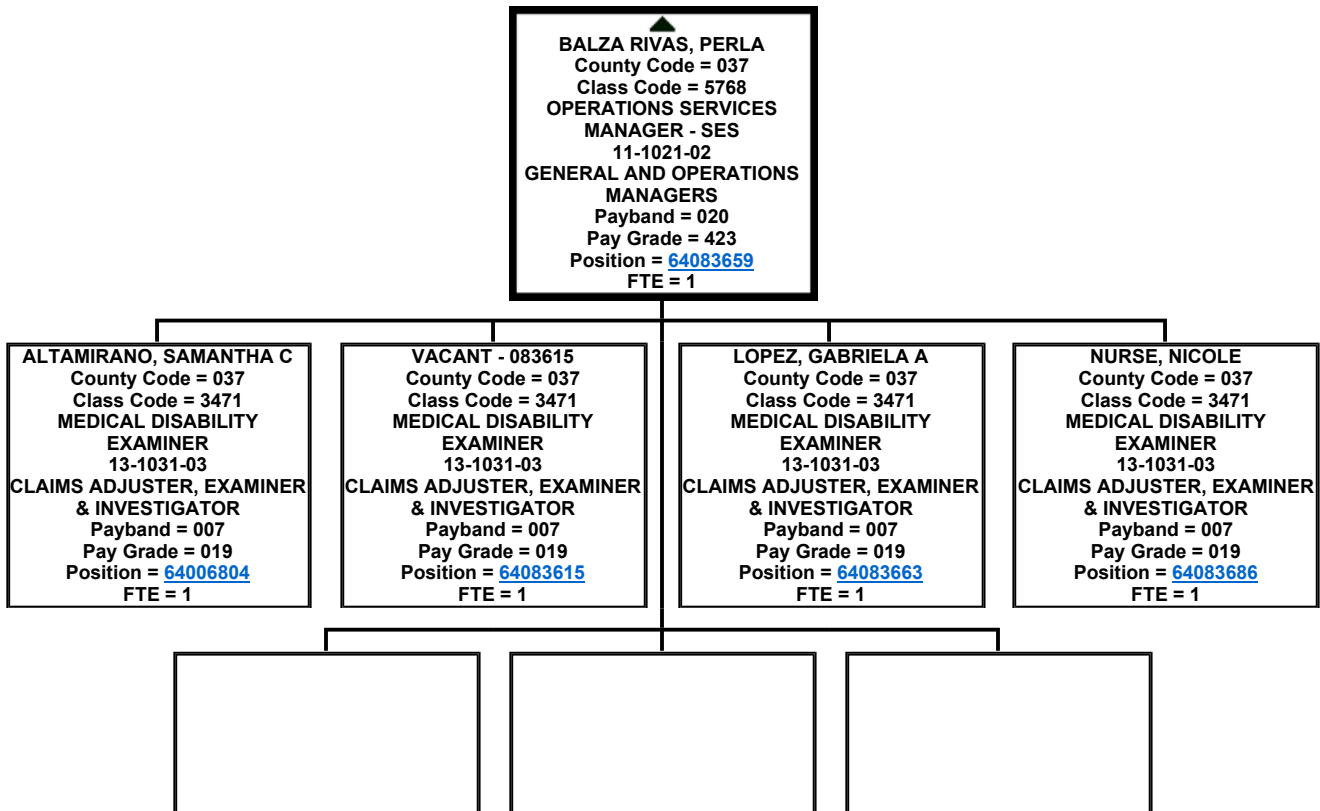 BALZA RIVAS, PERLA
County Code = 037
Class Code = 5768
OPERATIONS SERVICES
MANAGER - SES
11-1021-02
GENERAL AND OPERATIONS
MANAGERS
Payband = 020
Pay Grade = 423
Position = 64083659
FTE = 1
ALTAMIRANO, SAMANTHA C
County Code = 037
Class Code = 3471
MEDICAL DISABILITY
EXAMINER
13-1031-03
CLAIMS ADJUSTER, EXAMINER
& INVESTIGATOR
Payband = 007
Pay Grade = 019
Position = 64006804
FTE = 1
VACANT - 083615
County Code = 037
Class Code = 3471
MEDICAL DISABILITY
EXAMINER
13-1031-03
CLAIMS ADJUSTER, EXAMINER
& INVESTIGATOR
Payband = 007
Pay Grade = 019
Position = 64083615
FTE = 1
LOPEZ, GABRIELA A
County Code = 037
Class Code = 3471
MEDICAL DISABILITY
EXAMINER
13-1031-03
CLAIMS ADJUSTER, EXAMINER
& INVESTIGATOR
Payband = 007
Pay Grade = 019
Position = 64083663
FTE = 1
NURSE, NICOLE
County Code = 037
Class Code = 3471
MEDICAL DISABILITY
EXAMINER
13-1031-03
CLAIMS ADJUSTER, EXAMINER
& INVESTIGATOR
Payband = 007
Pay Grade = 019
Position = 64083686
FTE = 1